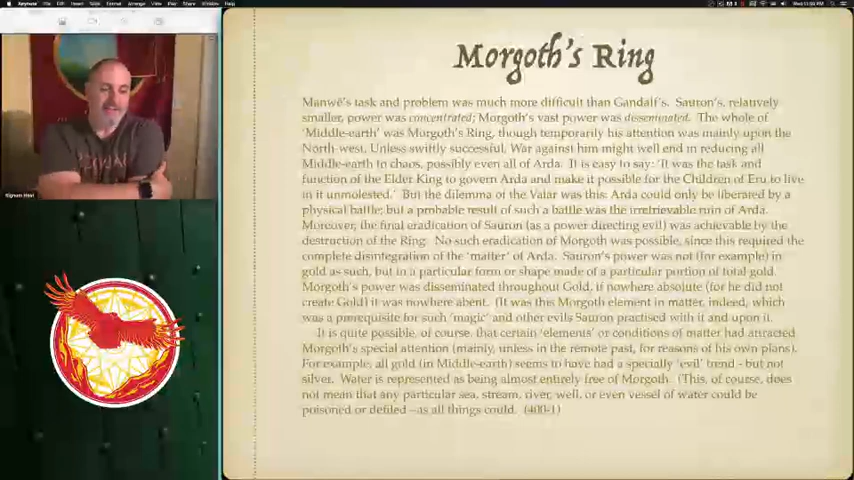 Keynote File Edit Insert Slide Format Arrange View Play Share Window Help
Morgoth's Ring
Manwë's task and problem was much more difficult than Gandalf's. Sauron's, relatively
smaller, power was concentrated; Morgoth's vast power was disseminated. The whole of
'Middle-earth' was Morgoth's Ring, though temporarily his attention was mainly upon the
North-west. Unless swiftly successful, War against him might well end in reducing all
Middle-earth to chaos, possibly even all of Arda. It is easy to say: 'It was the task and
function of the Elder King to govern Arda and make it possible for the Children of Eru to live
in it unmolested.' But the dilemma of the Valar was this: Arda could only be liberated by a
physical battle; but a probable result of such a battle was the irretrievable ruin of Arda.
Moreover, the final eradication of Sauron (as a power directing evil) was achievable by the
destruction of the Ring. No such eradication of Morgoth was possible, since this required the
complete disintegration of the 'matter' of Arda. Sauron's power was not (for example) in
gold as such, but in a particular form or shape made of a particular portion of total gold.
Morgoth's power was disseminated throughout Gold, if nowhere absolute (for he did not
create Gold) it was nowhere absent. (It was this Morgoth element in matter, indeed, which
was a prerequisite for such 'magic' and other evils Sauron practised with it and upon it.
It is quite possible, of course, that certain 'elements' or conditions of matter had attracted
Morgoth's special attention (mainly, unless in the remote past, for reasons of his own plans).
For example, all gold (in Middle-earth) seems to have had a specially 'evil' trend - but not
silver. Water is represented as being almost entirely free of Morgoth. (This, of course, does
not mean that any particular sea, stream, river, well, or even vessel of water could be
poisoned or defiled – as all things could. (400-1)